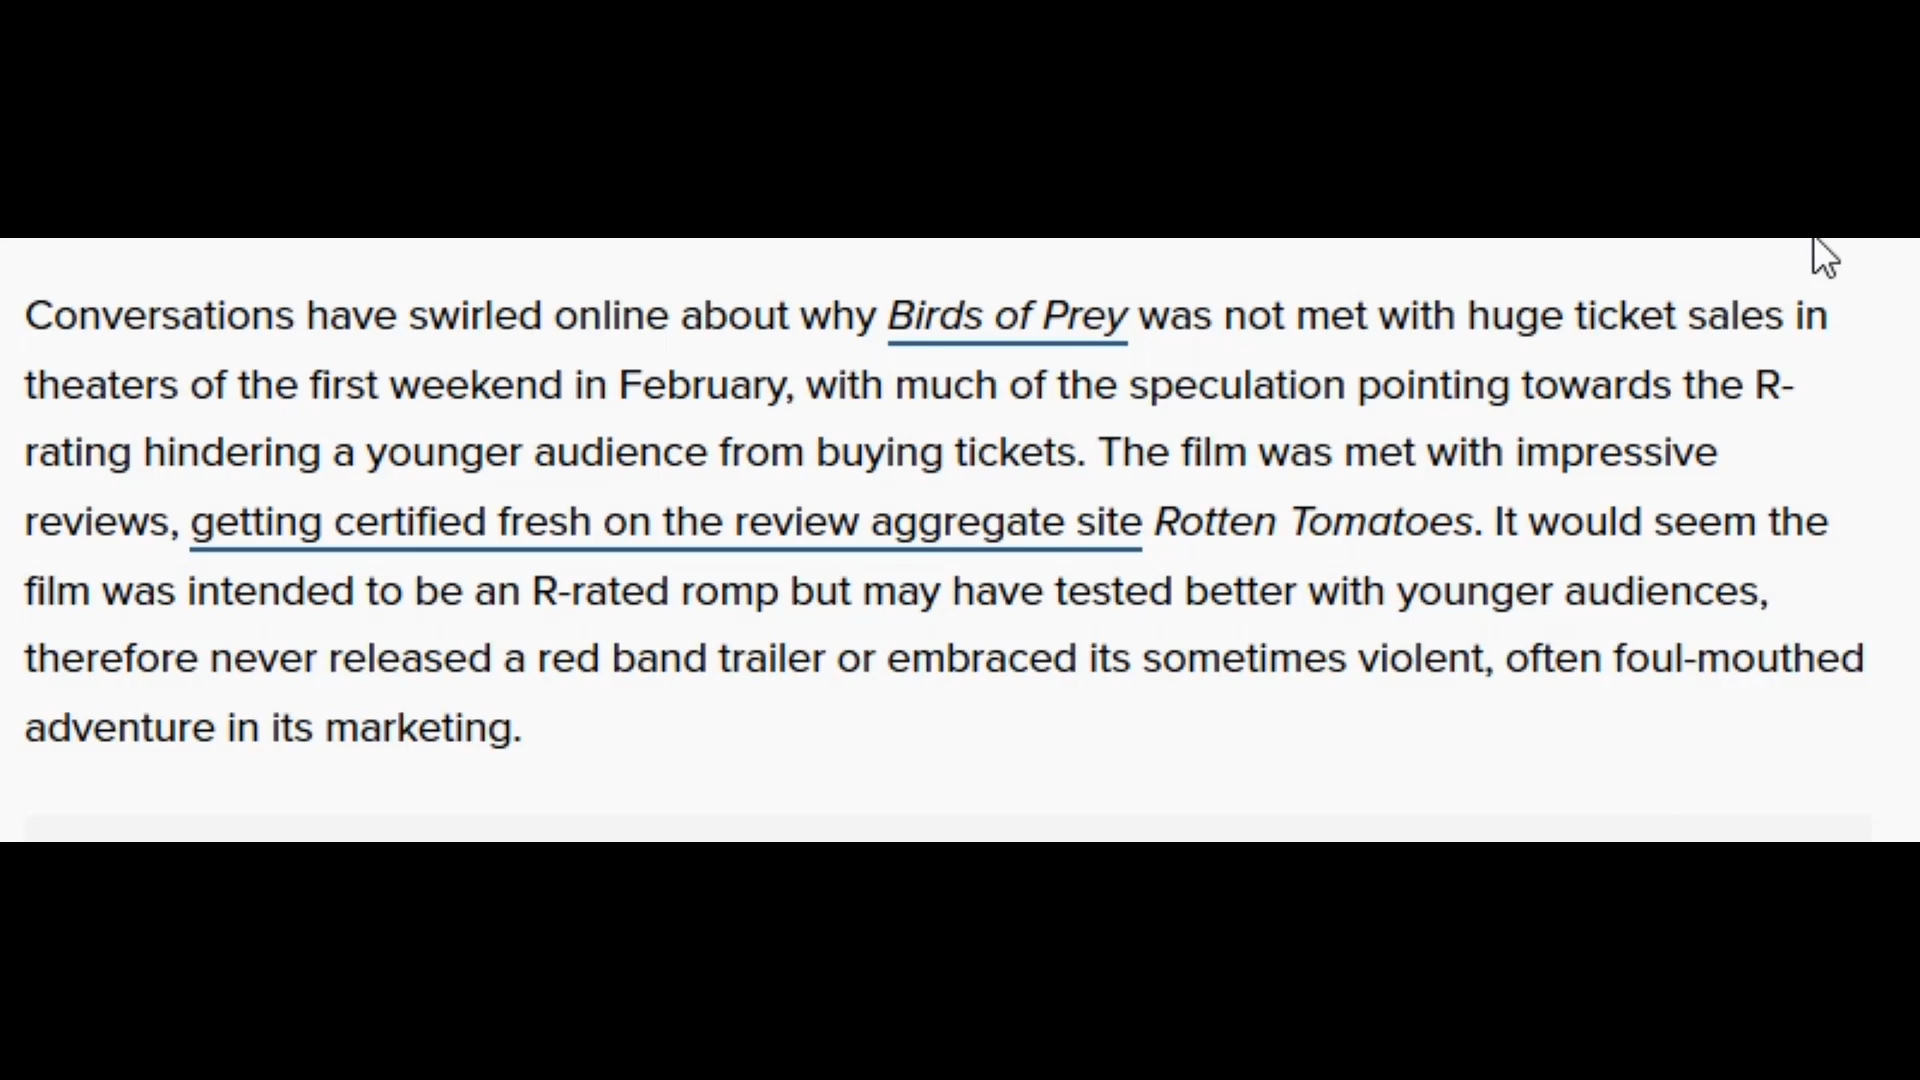 Conversations have swirled online about why Birds of Prey was not met with huge ticket sales in
theaters of the first weekend in February, with much of the speculation pointing towards the R-
rating hindering a younger audience from buying tickets. The film was met with impressive
reviews, getting certified fresh on the review aggregate site Rotten Tomatoes. It would seem the
film was intended to be an R-rated romp but may have tested better with younger audiences,
therefore never released a red band trailer or embraced its sometimes violent, often foul-mouthed
adventure in its marketing.